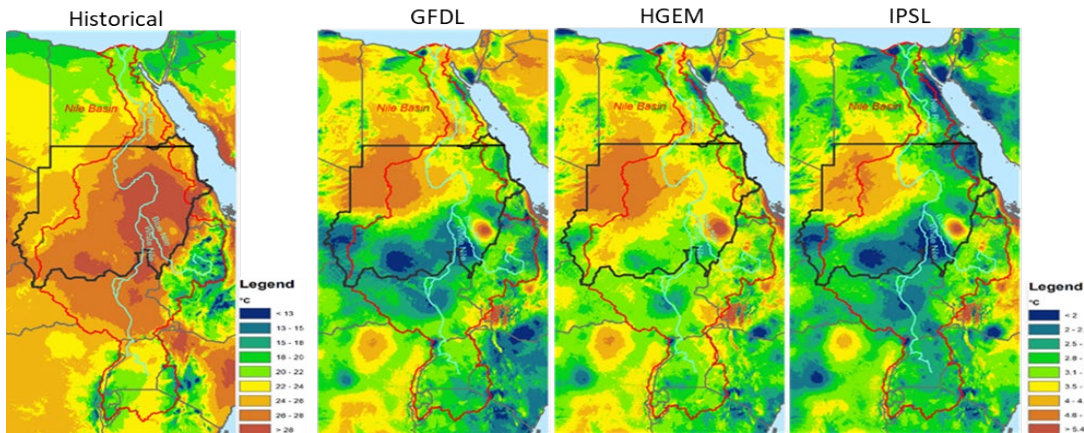 Historical
GFDL
HGEM
IPSL
Nile Basin
Nile Basin
Nile Basin
Nile Basin
Legend
°C
< 13
13 - 15
15 - 18
18 - 20
20 - 22
22 - 24
24 - 26
26 - 28
> 28
Legend
°C
< 2
2 - 2
2.5 -
2.8 -
3.1 -
3.5 -
4 - 4
4.6 -
> 5.4